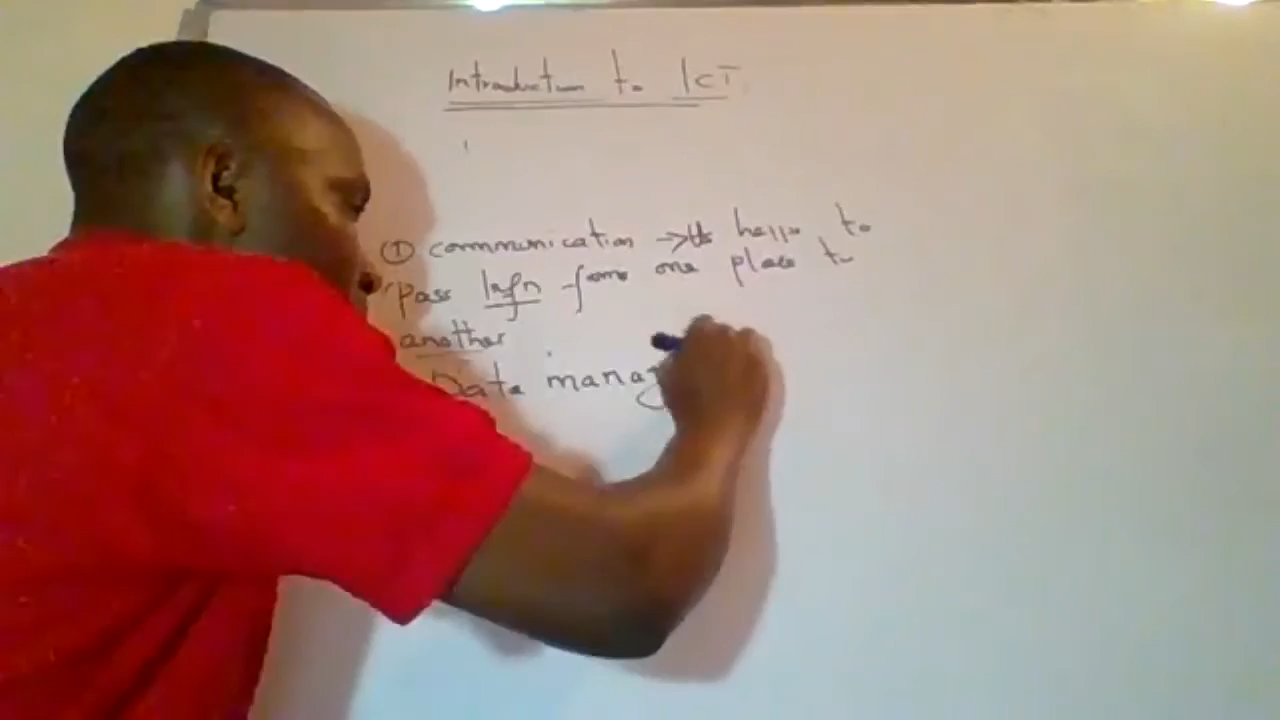 Introduction to ICT
① communication → It helps to
pass Infn from one place to
another
Data manag